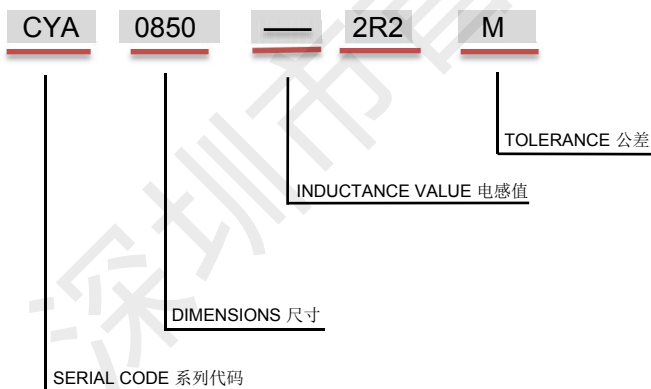 CYA 0850 — 2R2 M
TOLERANCE 公差
INDUCTANCE VALUE 电感值
DIMENSIONS 尺寸
SERIAL CODE 系列代码
深圳市